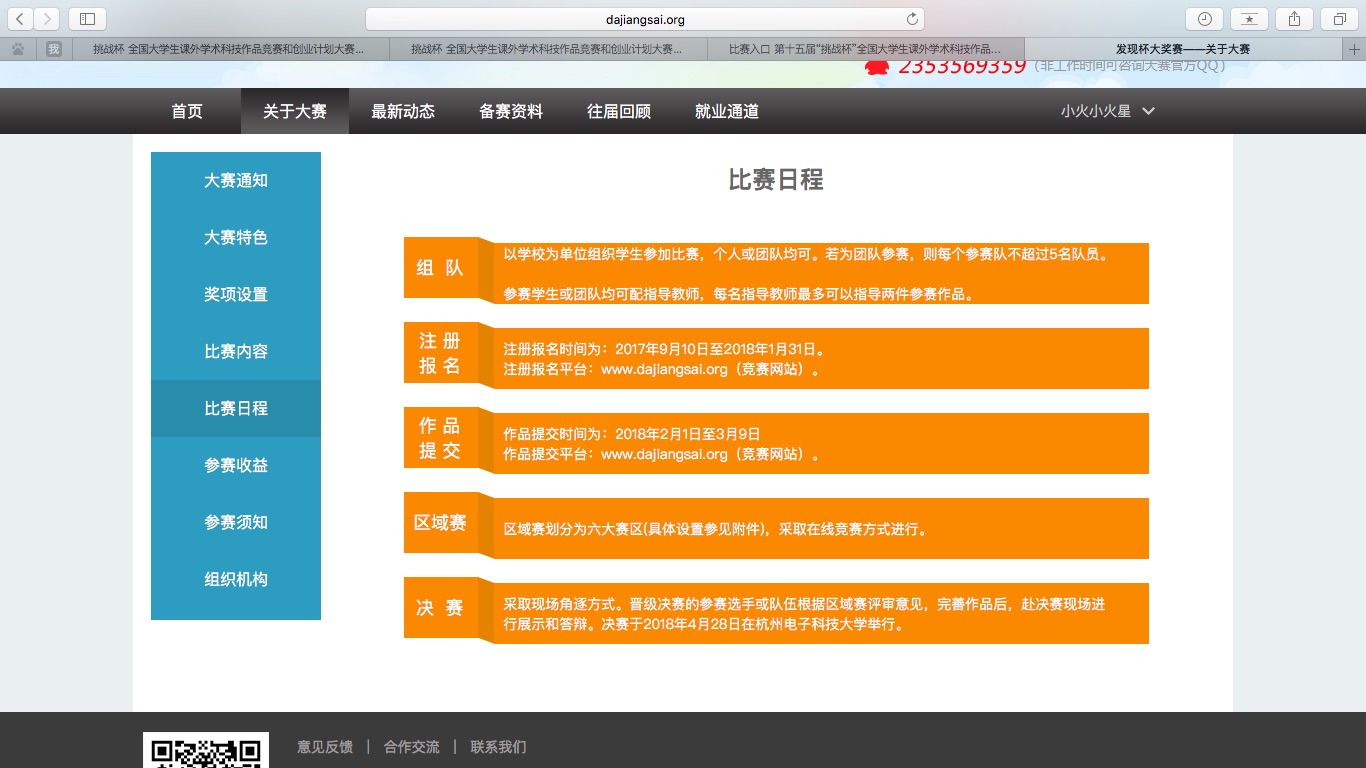 dajiangsai.org
我
挑战杯 全国大学生课外学术科技作品竞赛和创业计划大赛...
挑战杯 全国大学生课外学术科技作品竞赛和创业计划大赛...
比赛入口 第十五届“挑战杯”全国大学生课外学术科技作品...
发现杯大奖赛——关于大赛
2353569359（非工作时间可咨询大赛官方QQ）
首页
关于大赛
最新动态
备赛资料
往届回顾
就业通道
小火小火星
大赛通知
大赛特色
奖项设置
比赛内容
比赛日程
参赛收益
参赛须知
组织机构
比赛日程
组 队
以学校为单位组织学生参加比赛，个人或团队均可。若为团队参赛，则每个参赛队不超过5名队员。
参赛学生或团队均可配指导教师，每名指导教师最多可以指导两件参赛作品。
注 册
报 名
注册报名时间为：2017年9月10日至2018年1月31日。
注册报名平台：www.dajiangsai.org（竞赛网站）。
作 品
提 交
作品提交时间为：2018年2月1日至3月9日
作品提交平台：www.dajiangsai.org（竞赛网站）。
区域赛
区域赛划分为六大赛区(具体设置参见附件)，采取在线竞赛方式进行。
决 赛
采取现场角逐方式。晋级决赛的参赛选手或队伍根据区域赛评审意见，完善作品后，赴决赛现场进
行展示和答辩。决赛于2018年4月28日在杭州电子科技大学举行。
意见反馈 | 合作交流 | 联系我们